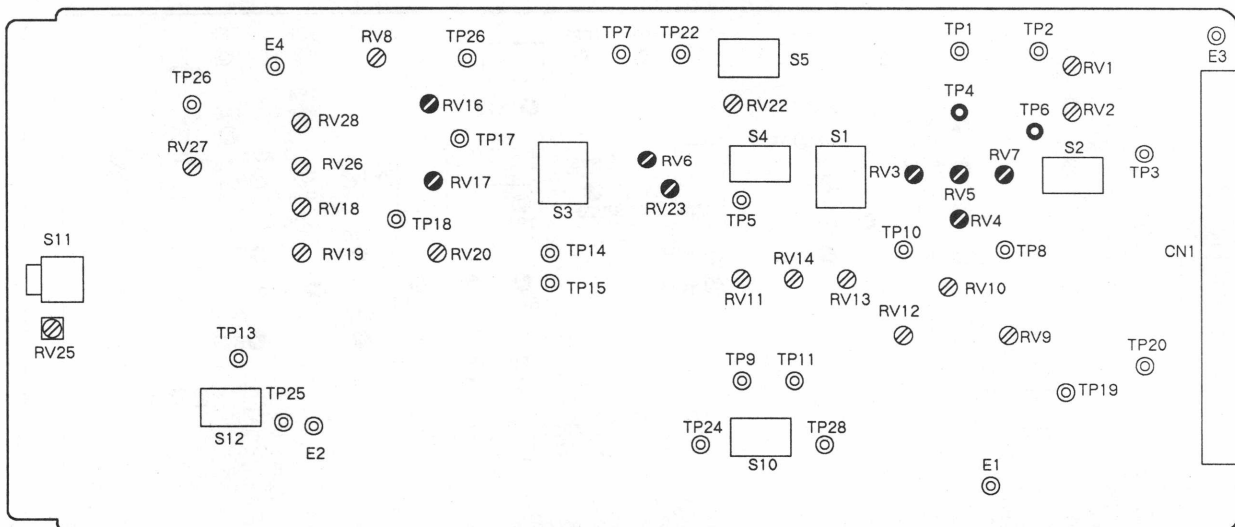 RV8
TP26
TP7
TP22
TP1
TP2
E3
E4
S5
RV1
TP26
RV16
RV22
TP4
TP6
RV2
RV28
TP17
S4
S1
RV27
RV26
RV6
RV3
RV7
S2
TP3
RV17
RV23
RV5
S3
TP5
RV18
TP18
RV4
TP10
S11
RV19
RV20
TP14
TP8
CN1
TP15
RV14
RV11
RV13
RV10
RV12
RV9
RV25
TP13
TP9
TP11
TP20
TP25
TP19
S12
E2
TP24
S10
TP28
E1